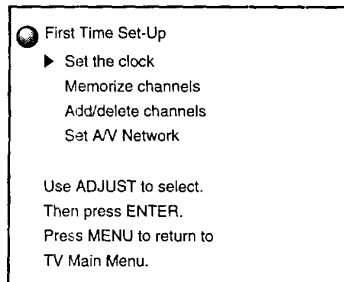 First Time Set-Up
Set the clock
Memorize channels
Add/delete channels
Set A/V Network
Use ADJUST to select.
Then press ENTER.
Press MENU to return to
TV Main Menu.